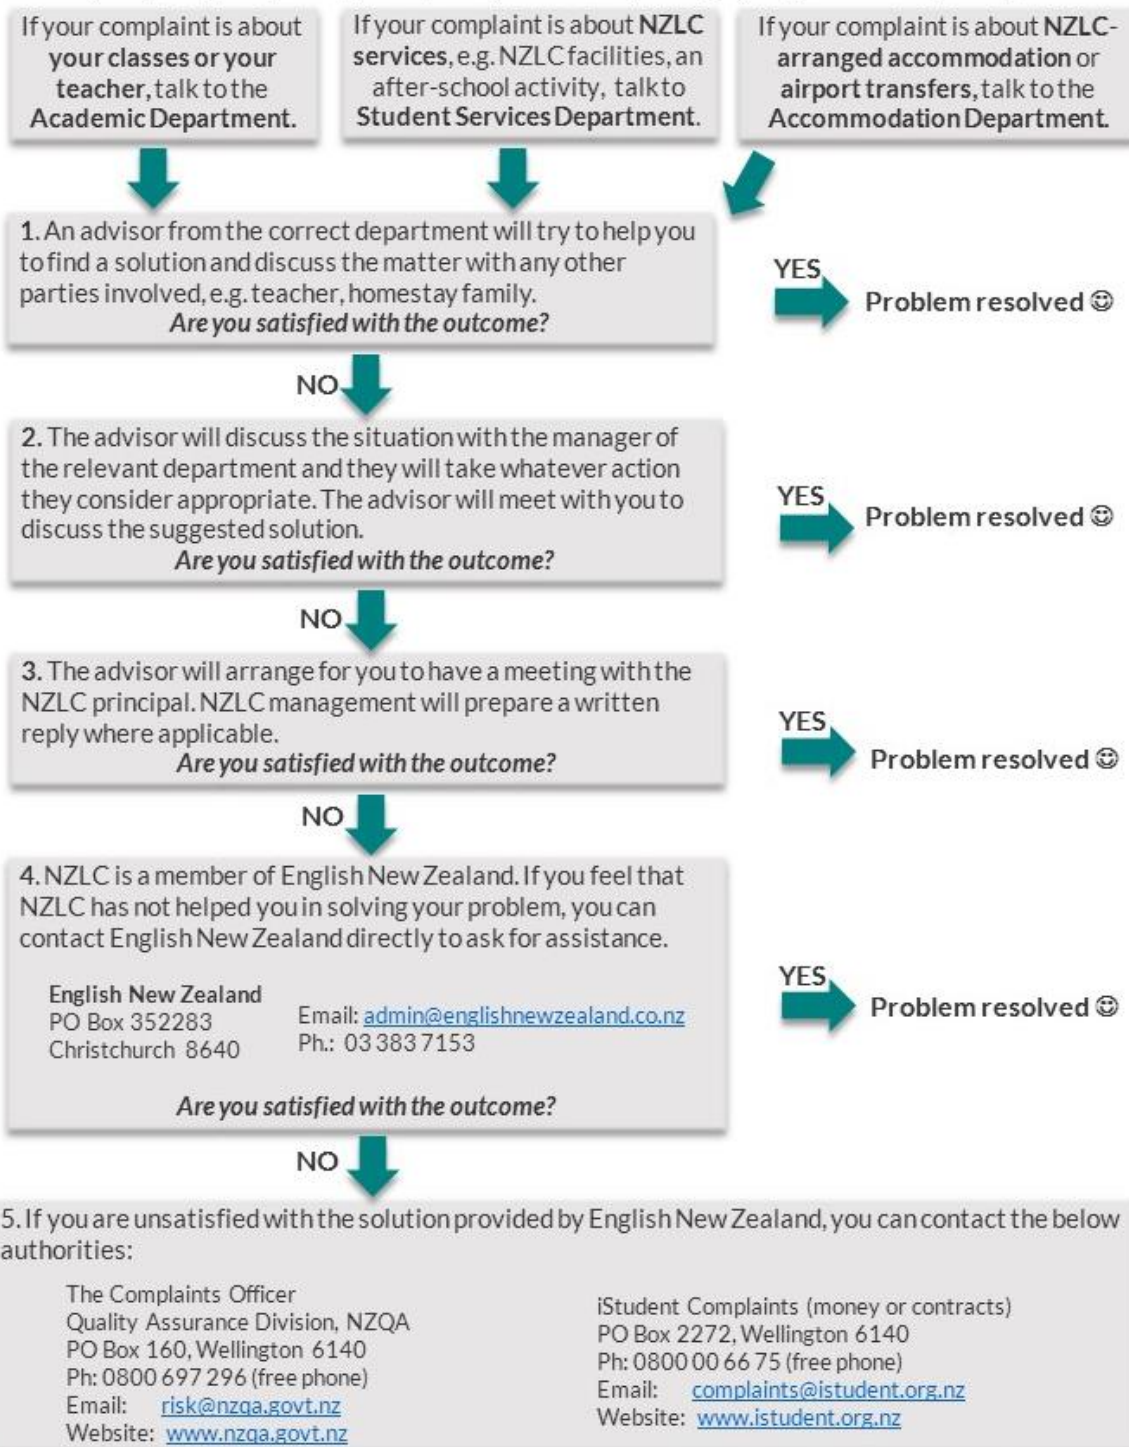 If your complaint is about
your classes or your
teacher, talk to the
Academic Department.
If your complaint is about NZLC
services, e.g. NZLC facilities, an
after-school activity, talk to
Student Services Department.
If your complaint is about NZLC-
arranged accommodation or
airport transfers, talk to the
Accommodation Department.
1. An advisor from the correct department will try to help you
to find a solution and discuss the matter with any other
parties involved, e.g. teacher, homestay family.
Are you satisfied with the outcome?
YES
Problem resolved ☺
NO
2. The advisor will discuss the situation with the manager of
the relevant department and they will take whatever action
they consider appropriate. The advisor will meet with you to
discuss the suggested solution.
Are you satisfied with the outcome?
YES
Problem resolved ☺
NO
3. The advisor will arrange for you to have a meeting with the
NZLC principal. NZLC management will prepare a written
reply where applicable.
Are you satisfied with the outcome?
YES
Problem resolved ☺
NO
4. NZLC is a member of English New Zealand. If you feel that
NZLC has not helped you in solving your problem, you can
contact English New Zealand directly to ask for assistance.
English New Zealand
PO Box 352283
Christchurch 8640
Email: admin@englishnewzealand.co.nz
Ph.: 03 383 7153
Are you satisfied with the outcome?
YES
Problem resolved ☺
NO
5. If you are unsatisfied with the solution provided by English New Zealand, you can contact the below
authorities:
The Complaints Officer
Quality Assurance Division, NZQA
PO Box 160, Wellington 6140
Ph: 0800 697 296 (free phone)
Email: risk@nzqa.govt.nz
Website: www.nzqa.govt.nz
iStudent Complaints (money or contracts)
PO Box 2272, Wellington 6140
Ph: 0800 00 66 75 (free phone)
Email: complaints@istudent.org.nz
Website: www.istudent.org.nz